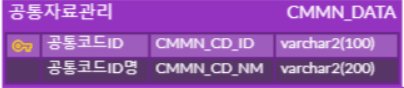 공통자료관리 CMMN_DATA
공통코드ID CMMN_CD_ID varchar2(100)
공통코드ID명 CMMN_CD_NM varchar2(200)